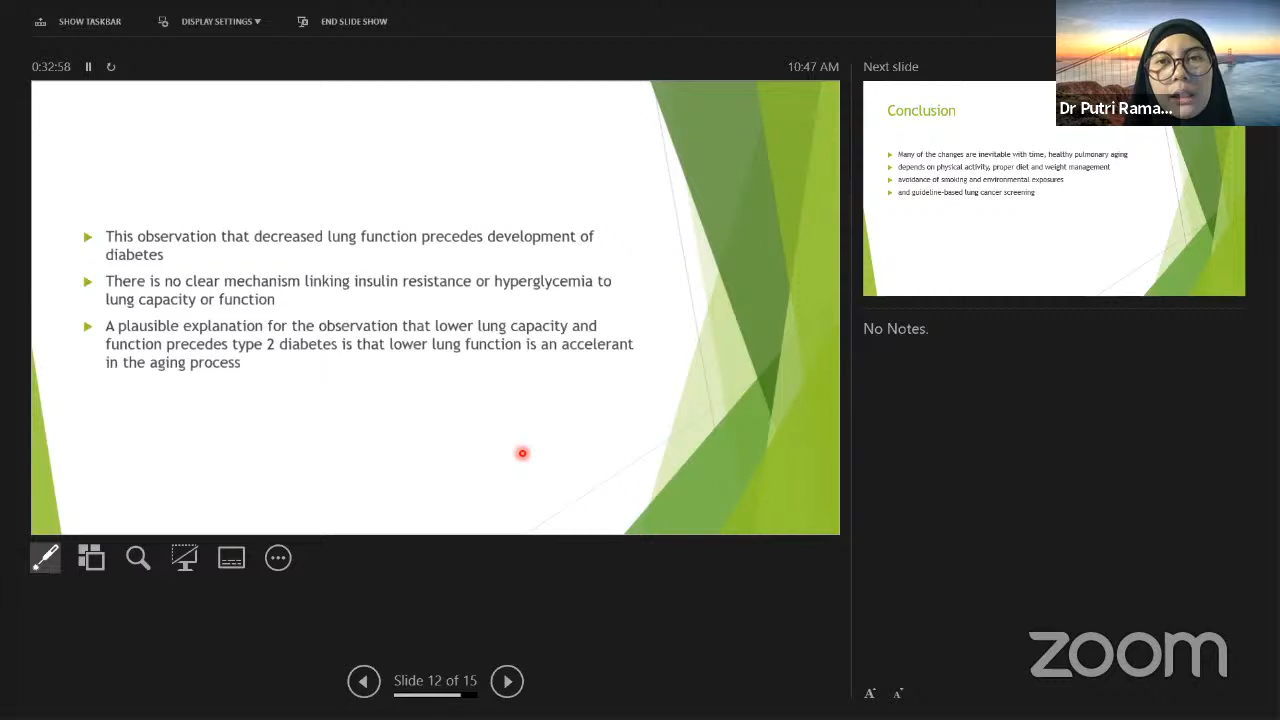 SHOW TASKBAR
DISPLAY SETTINGS ▼
END SLIDE SHOW
0:32:58
10:47 AM
This observation that decreased lung function precedes development of
diabetes
There is no clear mechanism linking insulin resistance or hyperglycemia to
lung capacity or function
A plausible explanation for the observation that lower lung capacity and
function precedes type 2 diabetes is that lower lung function is an accelerant
in the aging process
Slide 12 of 15
Next slide
Conclusion
Many of the changes are inevitable with time, healthy pulmonary aging
depends on physical activity, proper diet and weight management
avoidance of smoking and environmental exposures
and guideline-based lung cancer screening
No Notes.
A A
Dr Putri Rama...
zoom